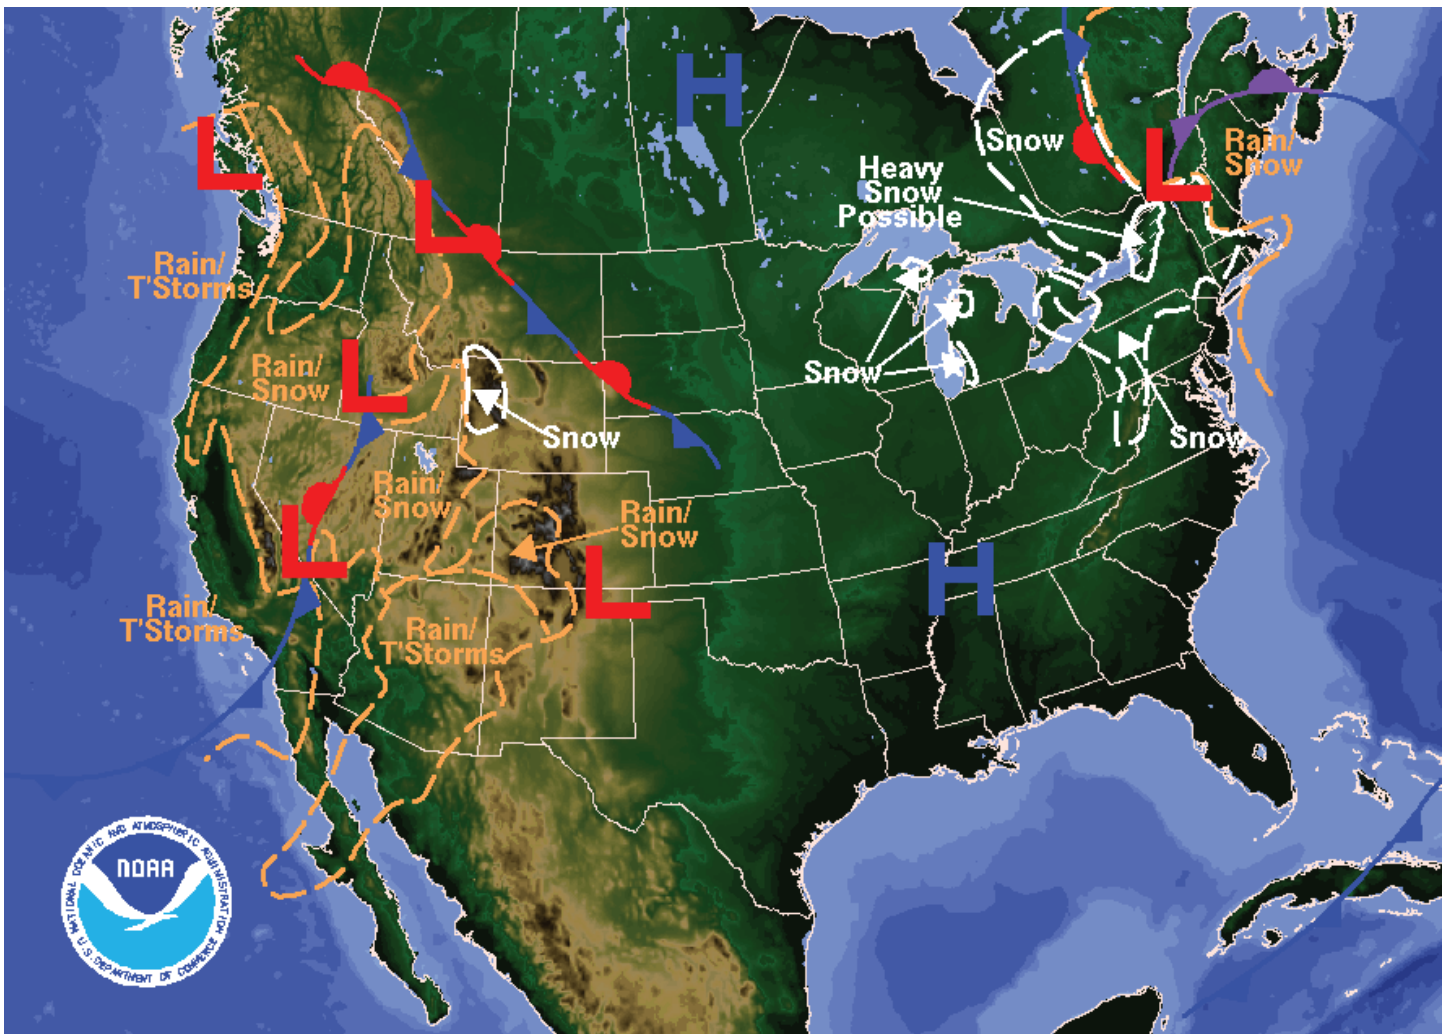 H
Snow
Rain/
Snow
Heavy
Snow
Possible
L
L
L
Rain/
T'Storms
Rain/
Snow
L
Snow
Snow
Snow
Rain/
Snow
Rain/
Snow
L
H
L
Rain/
T'Storms
Rain/
T'Storms
NOAA
NATIONAL OCEANIC AND ATMOSPHERIC ADMINISTRATION
U.S. DEPARTMENT OF COMMERCE